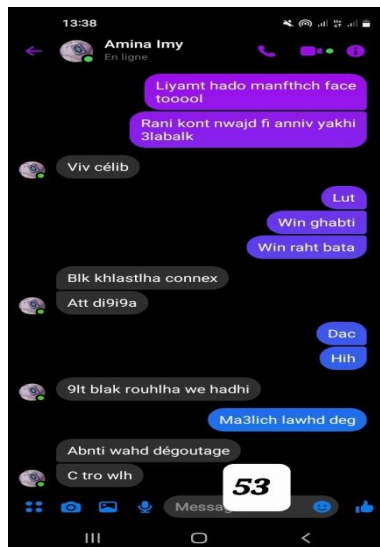 13:38
Amina Imy
En ligne
Liyamt hado manfthch face
tooool
Rani kont nwajd fi anniv yakhi
3labalk
Viv célib
Lut
Win ghabti
Win raht bata
Blk khlastlha connex
Att di9i9a
Dac
Hih
9lt blak rouhlha we hadhi
Ma3lich lawhd deg
Abnti wahd dégoutage
C tro wlh
Messa
53